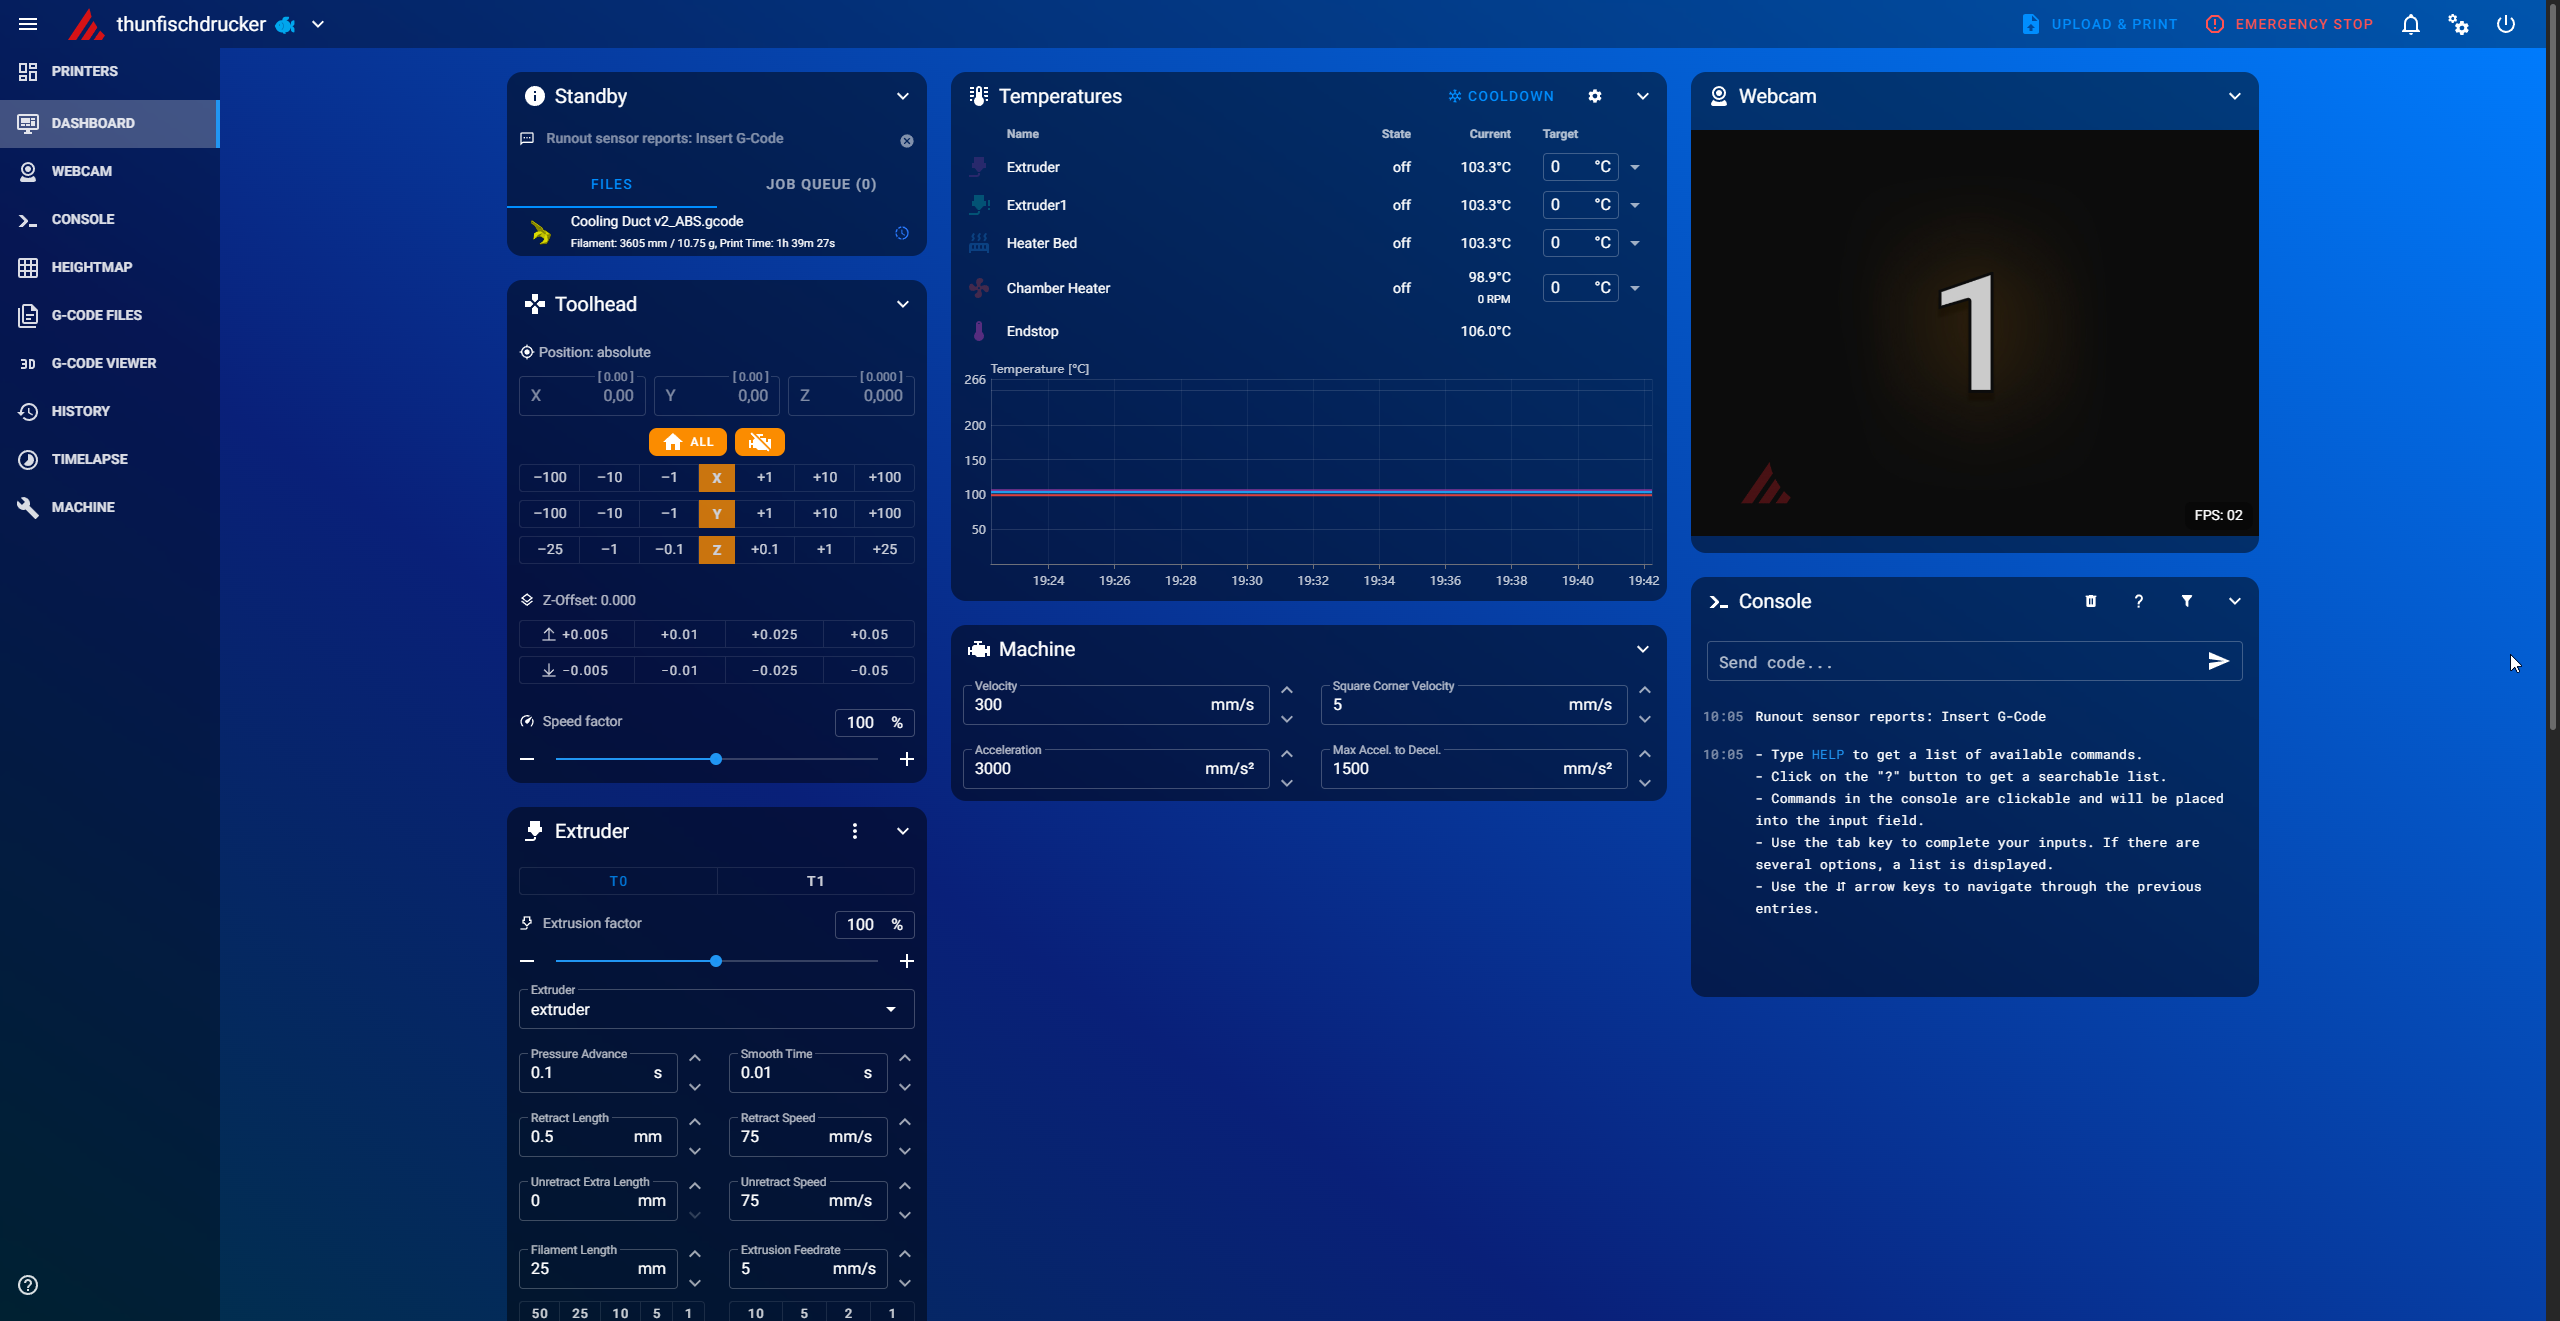 thunfischdrucker
UPLOAD & PRINT
EMERGENCY STOP
PRINTERS
DASHBOARD
WEBCAM
CONSOLE
HEIGHTMAP
G-CODE FILES
3D G-CODE VIEWER
HISTORY
TIMELAPSE
MACHINE
Standby
Runout sensor reports: Insert G-Code
FILES JOB QUEUE (0)
Cooling Duct v2_ABS.gcode
Filament: 3605 mm / 10.75 g, Print Time: 1h 39m 27s
Toolhead
Position: absolute
[ 0.00 ] [ 0.00 ] [ 0.000 ]
X 0,00 Y 0,00 Z 0,000
ALL
−100 −10 −1 X +1 +10 +100
−100 −10 −1 Y +1 +10 +100
−25 −1 −0.1 Z +0.1 +1 +25
Z-Offset: 0.000
+0.005 +0.01 +0.025 +0.05
−0.005 −0.01 −0.025 −0.05
Speed factor 100 %
Extruder
T0 T1
Extrusion factor 100 %
Extruder
extruder
Pressure Advance Smooth Time
0.1 s 0.01 s
Retract Length Retract Speed
0.5 mm 75 mm/s
Unretract Extra Length Unretract Speed
0 mm 75 mm/s
Filament Length Extrusion Feedrate
25 mm 5 mm/s
50 25 10 5 1 10 5 2 1
Temperatures
COOLDOWN
Name State Current Target
Extruder off 103.3°C 0 °C
Extruder1 off 103.3°C 0 °C
Heater Bed off 103.3°C 0 °C
Chamber Heater off 98.9°C 0 °C
0 RPM
Endstop 106.0°C
Temperature [°C]
266
200
150
100
50
19:24 19:26 19:28 19:30 19:32 19:34 19:36 19:38 19:40 19:42
Machine
Velocity Square Corner Velocity
300 mm/s 5 mm/s
Acceleration Max Accel. to Decel.
3000 mm/s² 1500 mm/s²
Webcam
1
FPS: 02
Console
?
Send code...
10:05 Runout sensor reports: Insert G-Code
10:05 - Type HELP to get a list of available commands.
- Click on the "?" button to get a searchable list.
- Commands in the console are clickable and will be placed
into the input field.
- Use the tab key to complete your inputs. If there are
several options, a list is displayed.
- Use the ⇵ arrow keys to navigate through the previous
entries.